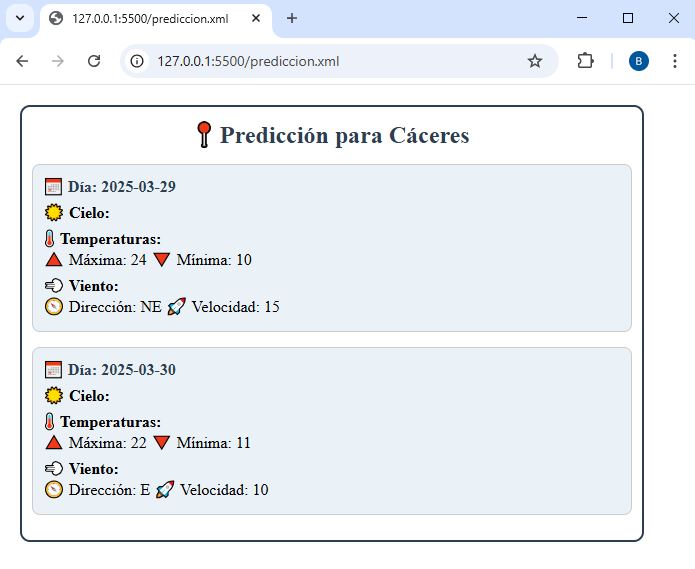 127.0.0.1:5500/prediccion.xml
127.0.0.1:5500/prediccion.xml
B
Predicción para Cáceres
Día: 2025-03-29
Cielo:
Temperaturas:
Máxima: 24 Mínima: 10
Viento:
Dirección: NE Velocidad: 15
Día: 2025-03-30
Cielo:
Temperaturas:
Máxima: 22 Mínima: 11
Viento:
Dirección: E Velocidad: 10